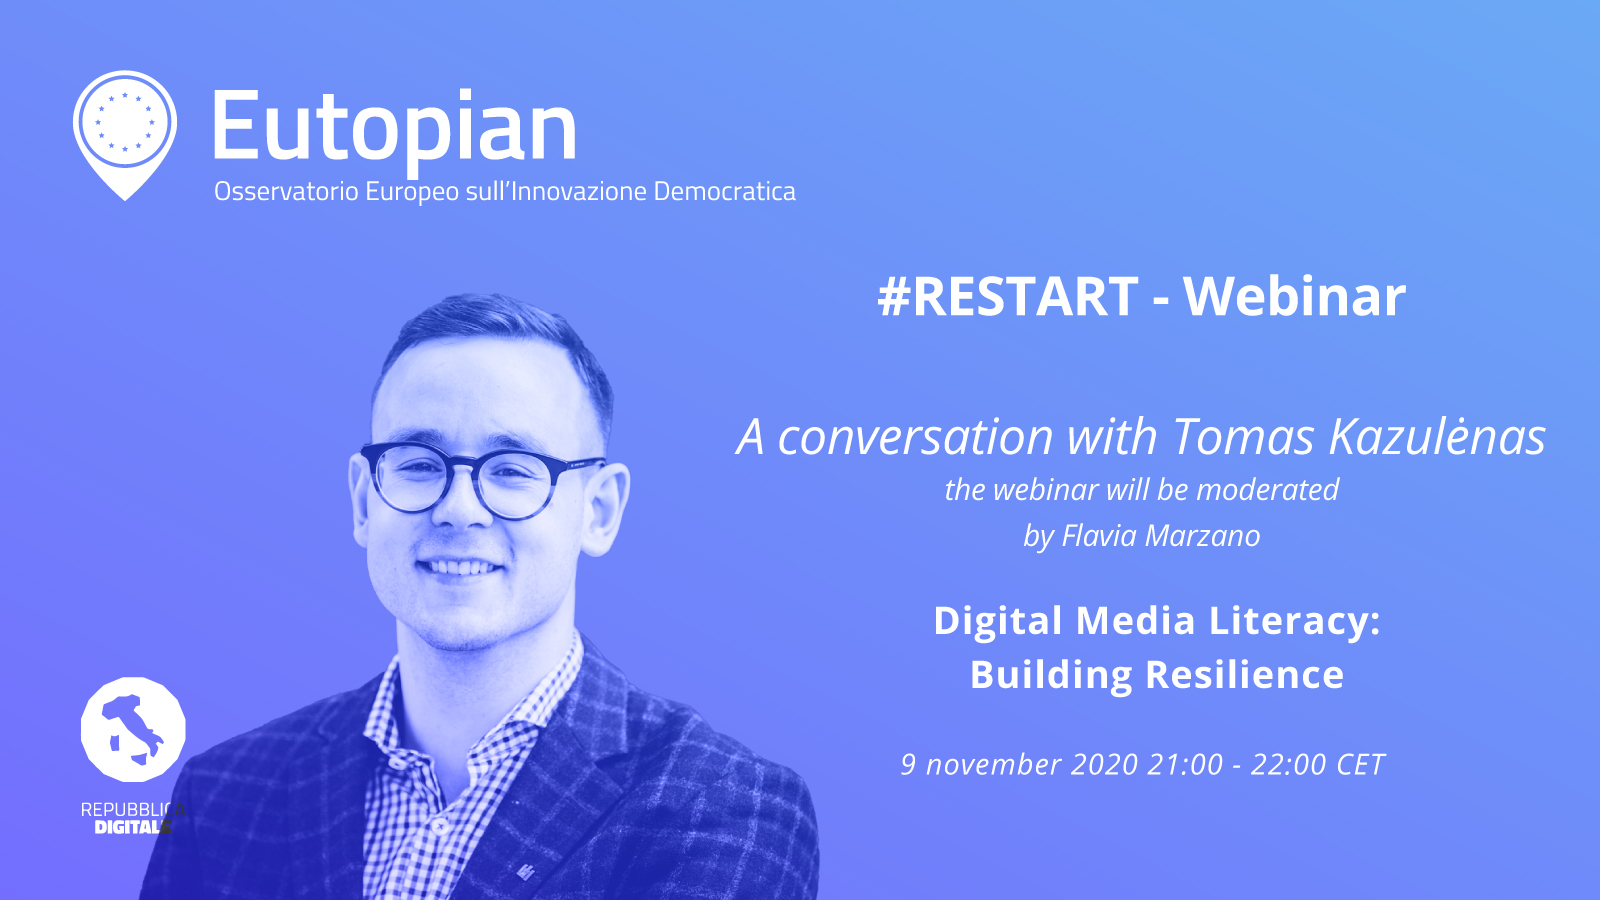 Eutopian
Osservatorio Europeo sull'Innovazione Democratica
#RESTART - Webinar
A conversation with Tomas Kazulėnas
the webinar will be moderated
by Flavia Marzano
Digital Media Literacy:
Building Resilience
9 november 2020 21:00 - 22:00 CET
REPUBBLICA
DIGITALE